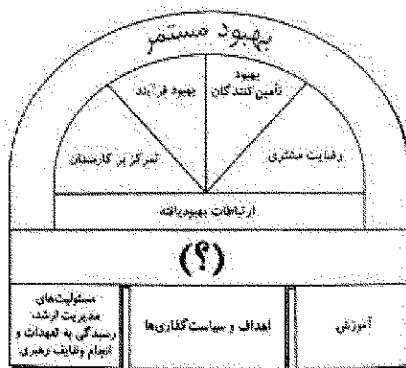 بهبود مستمر
بهبود
تأمین‌کنندگان
بهبود فرآیند
رضایت مشتری
تمرکز بر کارمندان
ارتباطات بهبودیافته
(؟)
آموزش
اهداف و سیاست‌گذاری‌ها
مسئولیت‌های
مدیریت ارشد،
رسیدگی به تعهدات و
انجام وظایف رهبری